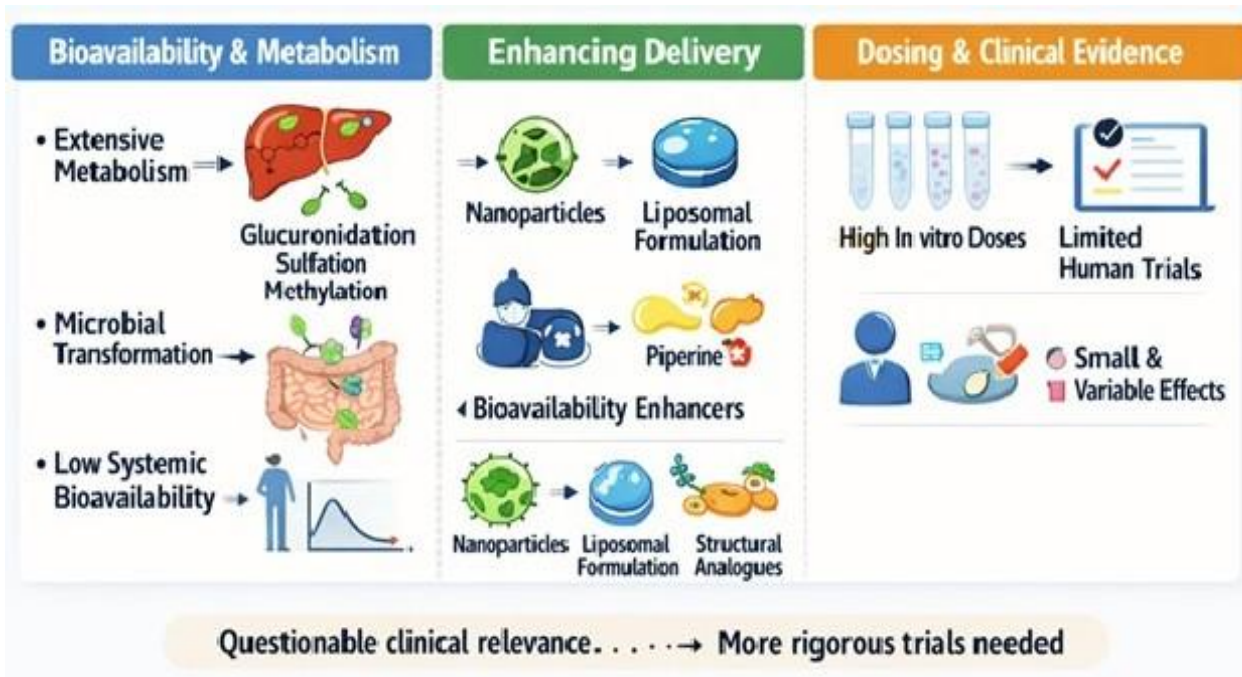 Bioavailability & Metabolism
• Extensive
Metabolism
Glucuronidation
Sulfation
Methylation
• Microbial
Transformation
• Low Systemic
Bioavailability
Enhancing Delivery
Nanoparticles
Liposomal
Formulation
Piperine
Bioavailability Enhancers
Nanoparticles
Liposomal
Formulation
Structural
Analogues
Dosing & Clinical Evidence
High In vitro Doses
Limited
Human Trials
Small &
Variable Effects
Questionable clinical relevance. . . . . → More rigorous trials needed